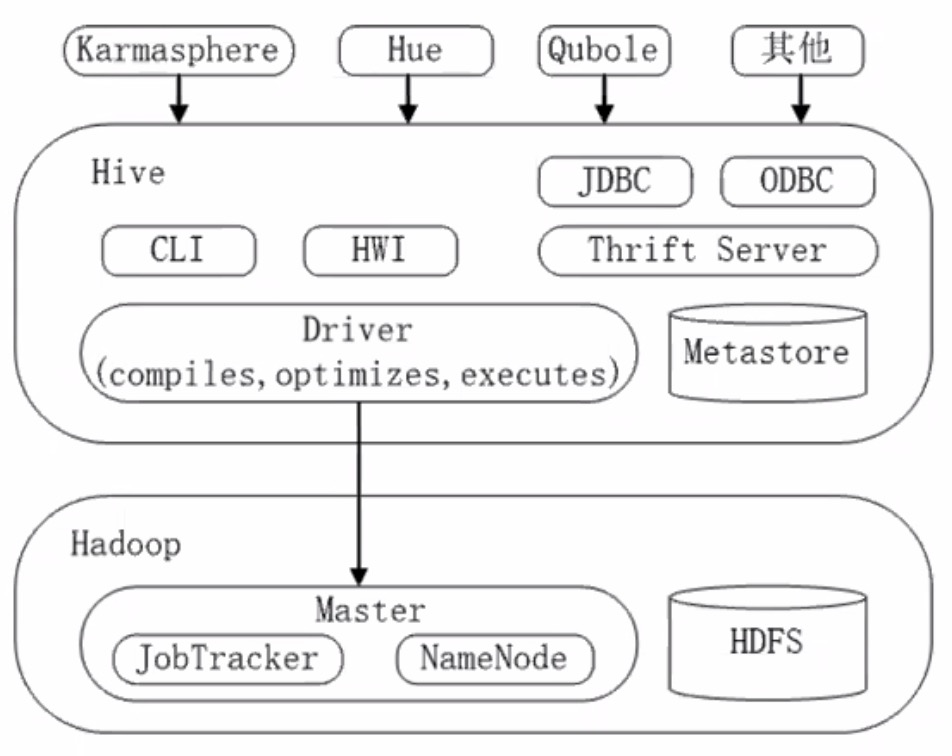 Karmasphere
Hue
Qubole
其他
Hive
JDBC
ODBC
CLI
HWI
Thrift Server
Driver
(compiles, optimizes, executes)
Metastore
Hadoop
Master
JobTracker
NameNode
HDFS